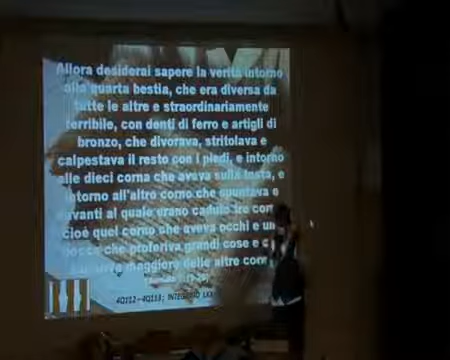 Allora desiderai sapere la verità intorno
alla quarta bestia, che era diversa da
tutte le altre e straordinariamente
terribile, con denti di ferro e artigli di
bronzo, che divorava, stritolava e
calpestava il resto con i piedi, e intorno
alle dieci corna che aveva sulla testa, e
intorno all'altro corno che spuntava e
davanti al quale erano cadute tre corna
cioè quel corno che aveva occhi e una
bocca che proferiva grandi cose e
maggiore delle altre corna
4Q112-4Q113;